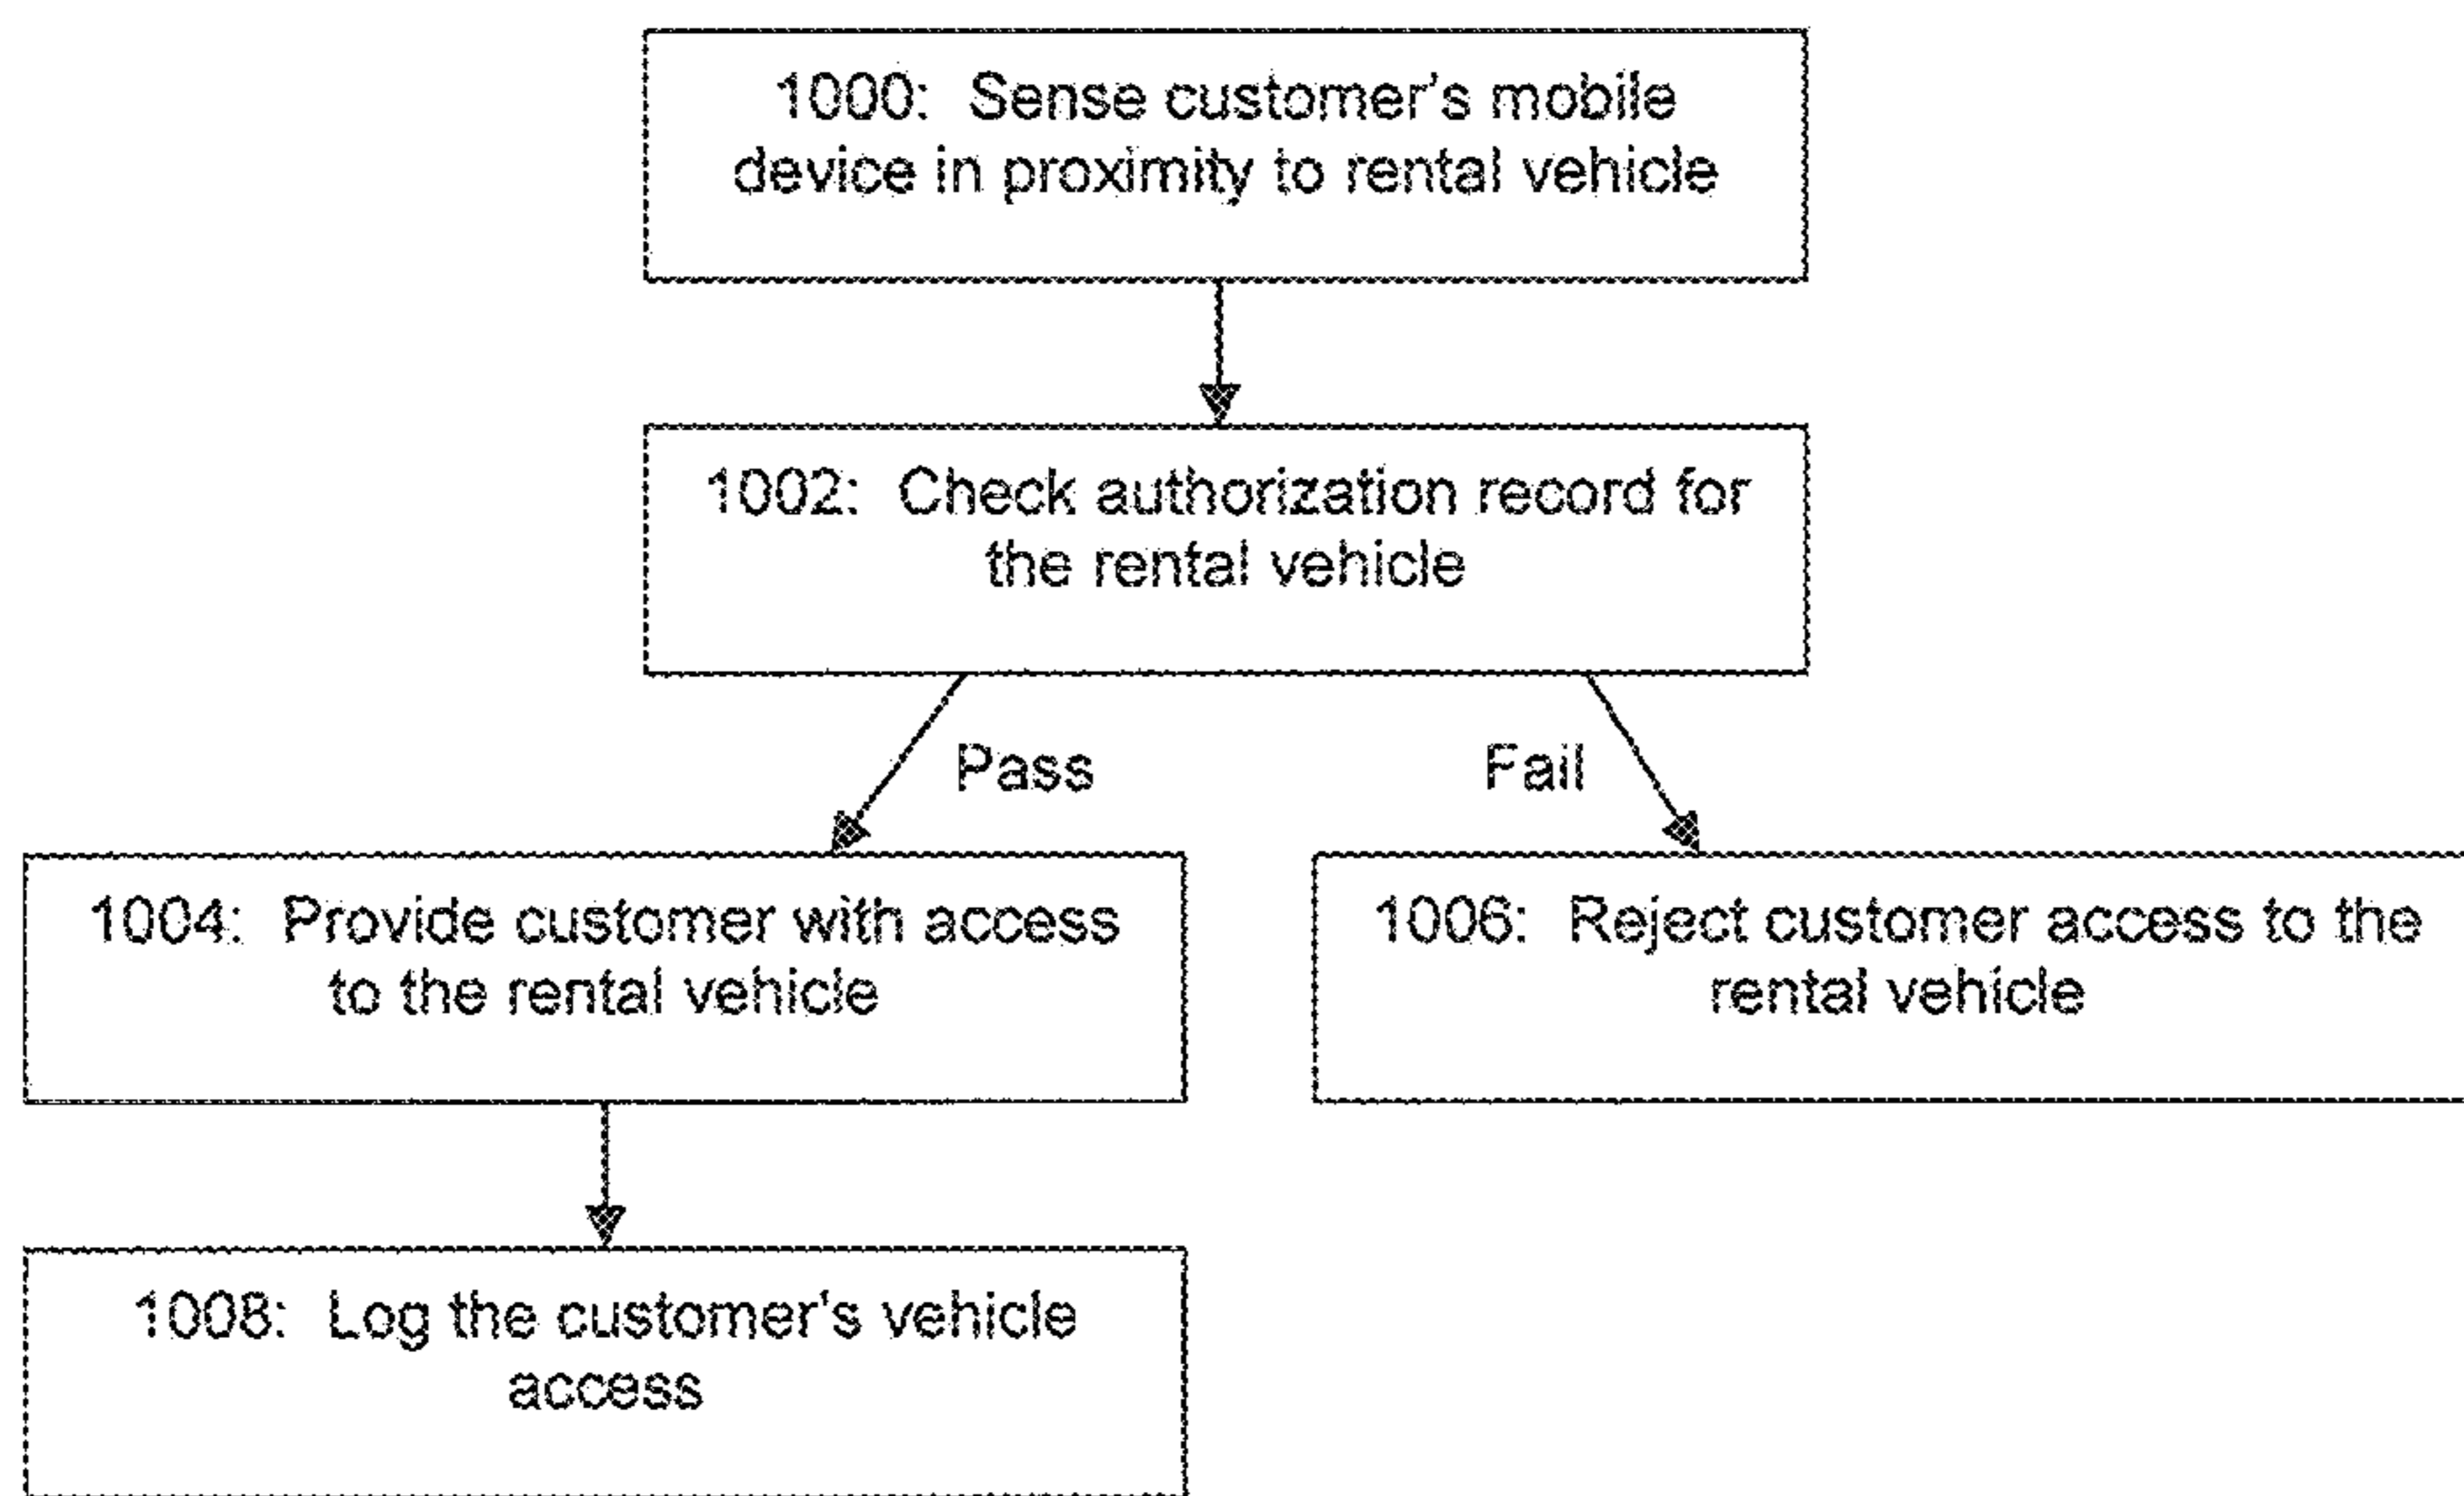 1000: Sense customer's mobile
device in proximity to rental vehicle
1002: Check authorization record for
the rental vehicle
Pass
Fail
1004: Provide customer with access
to the rental vehicle
1006: Reject customer access to the
rental vehicle
1008: Log the customer's vehicle
access